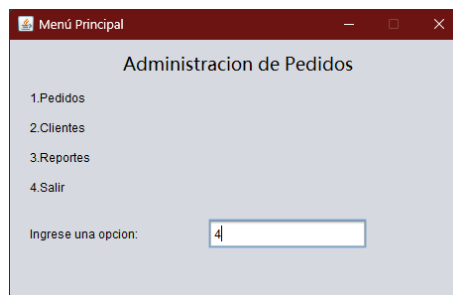 Menú Principal
Administracion de Pedidos
1.Pedidos
2.Clientes
3.Reportes
4.Salir
Ingrese una opcion: 4